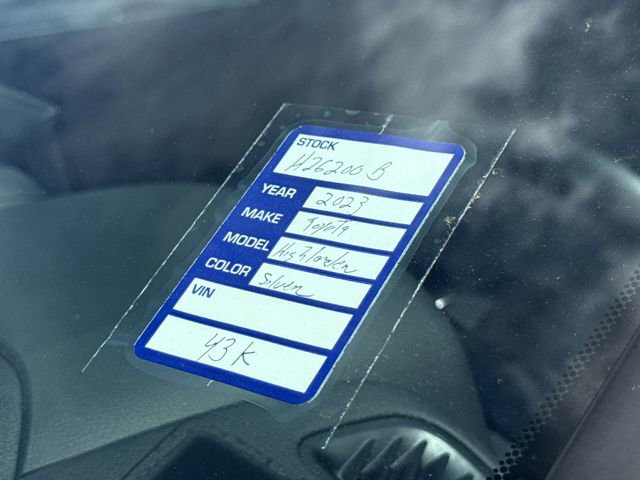 STOCK
H26200 B
YEAR 2023
MAKE Toyota
MODEL Highlander
COLOR Silver
VIN
43K